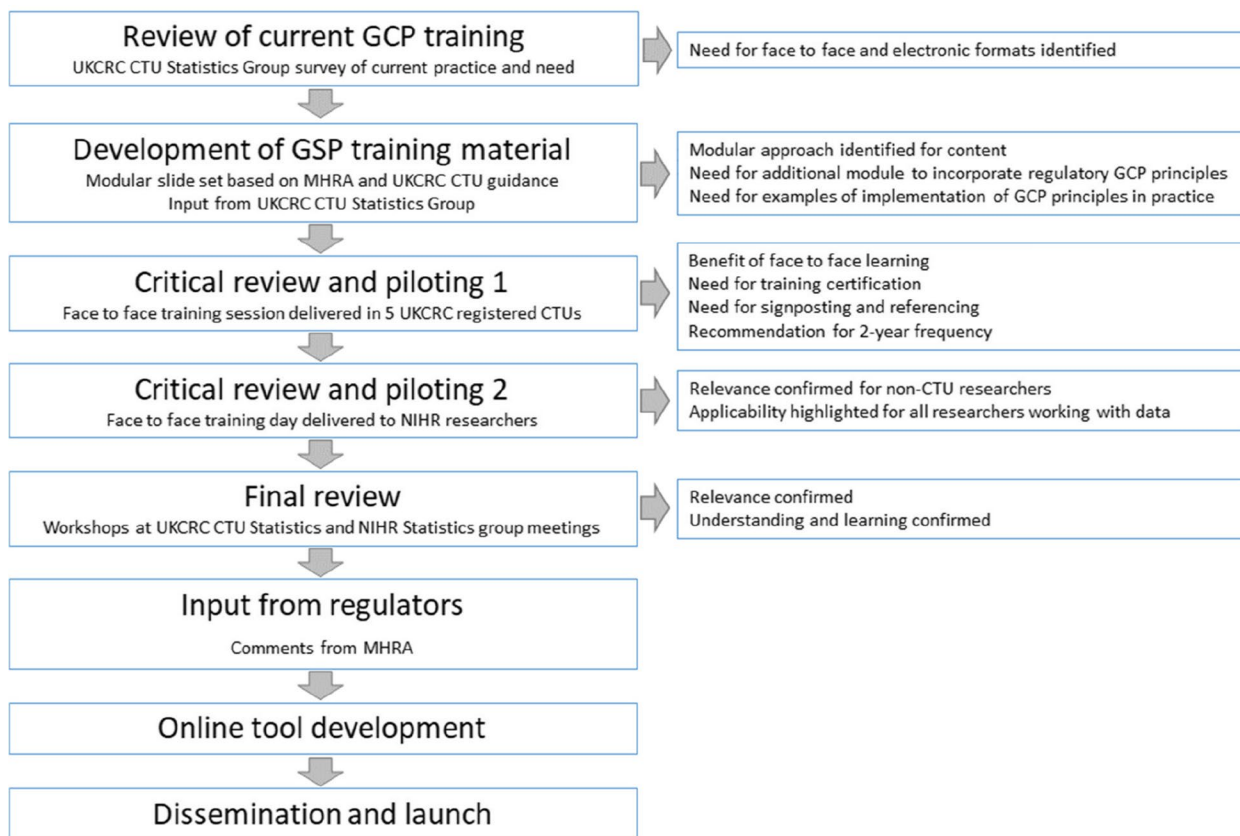 Review of current GCP training
UKCRC CTU Statistics Group survey of current practice and need
Need for face to face and electronic formats identified
Development of GSP training material
Modular slide set based on MHRA and UKCRC CTU guidance
Input from UKCRC CTU Statistics Group
Modular approach identified for content
Need for additional module to incorporate regulatory GCP principles
Need for examples of implementation of GCP principles in practice
Critical review and piloting 1
Face to face training session delivered in 5 UKCRC registered CTUs
Benefit of face to face learning
Need for training certification
Need for signposting and referencing
Recommendation for 2-year frequency
Critical review and piloting 2
Face to face training day delivered to NIHR researchers
Relevance confirmed for non-CTU researchers
Applicability highlighted for all researchers working with data
Final review
Workshops at UKCRC CTU Statistics and NIHR Statistics group meetings
Relevance confirmed
Understanding and learning confirmed
Input from regulators
Comments from MHRA
Online tool development
Dissemination and launch